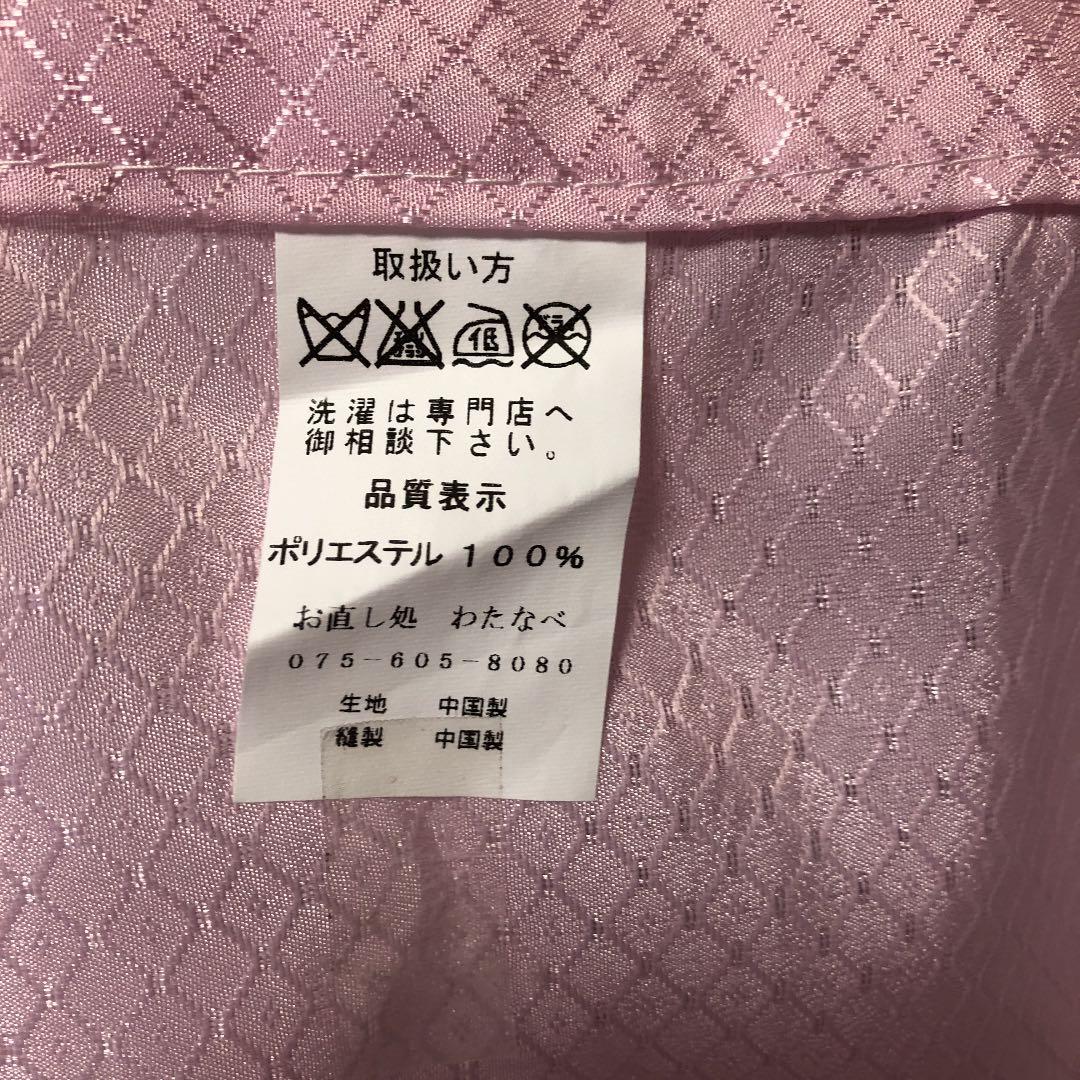 取扱い方
低
洗濯は専門店へ
御相談下さい。
品質表示
ポリエステル 100%
お直し処 わたなべ
075-605-8080
生地 中国製
縫製 中国製